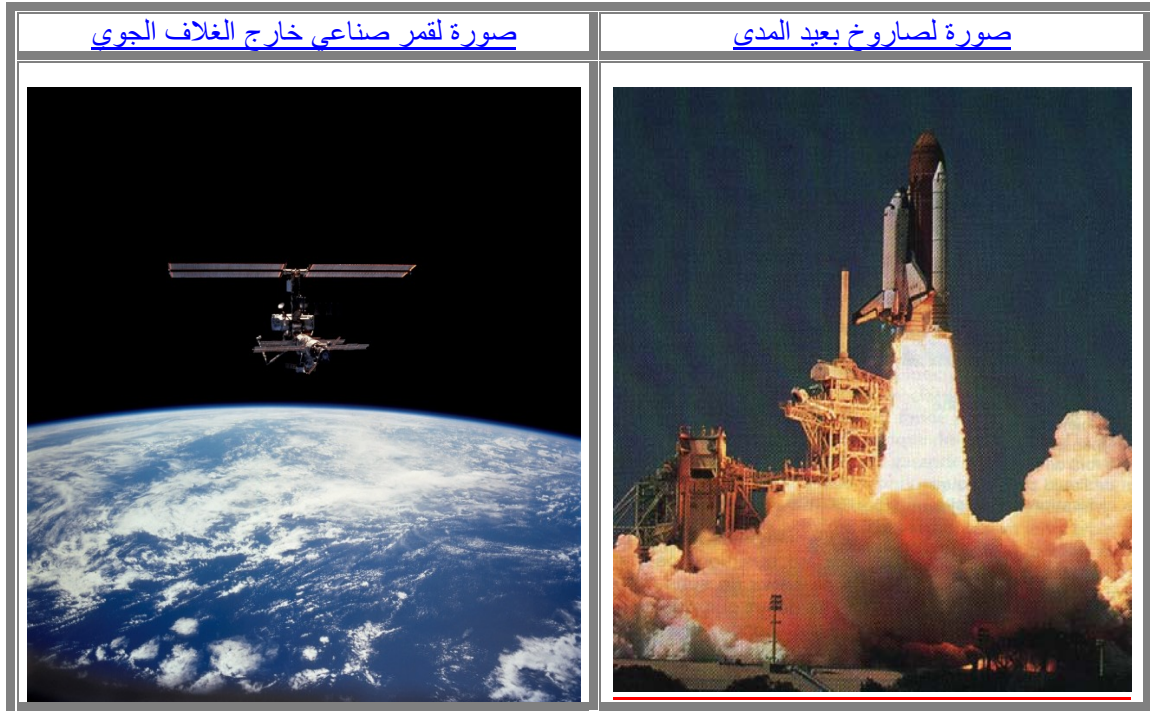 صورة لصاروخ بعيد المدى
صورة لقمر صناعي خارج الغلاف الجوي